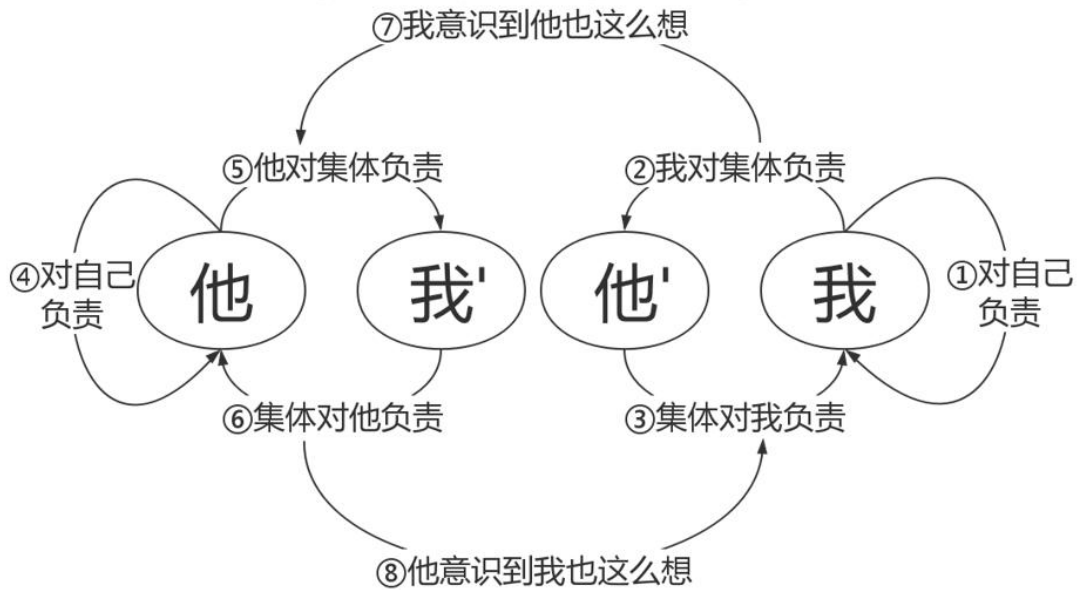 ⑦我意识到他也这么想
⑤他对集体负责
②我对集体负责
④对自己
负责
他
我'
他'
我
①对自己
负责
⑥集体对他负责
③集体对我负责
⑧他意识到我也这么想